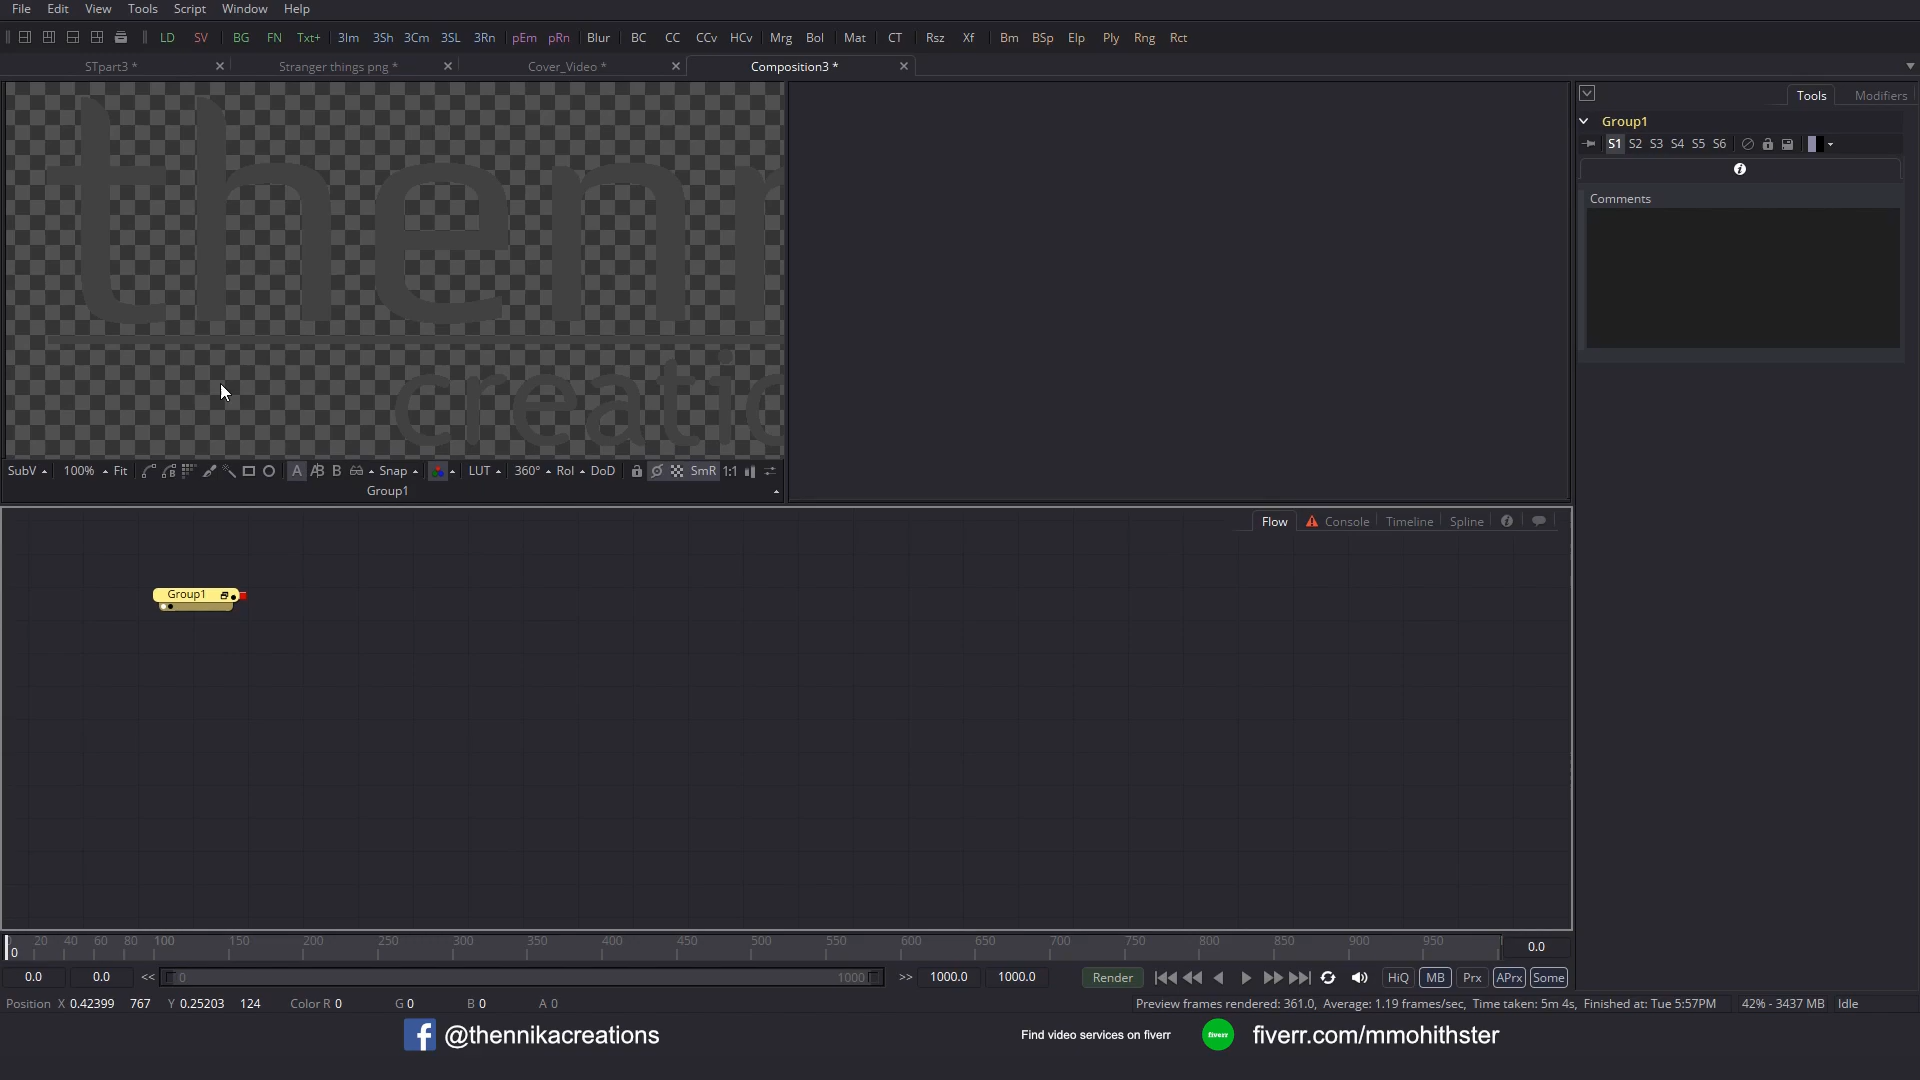 File Edit View Tools Script Window Help
LD SV BG FN Txt+ 3Im 3Sh 3Cm 3SL 3Rn pEm pRn Blur BC CC CCv HCv Mrg Bol Mat CT Rsz Xf Bm BSp Elp Ply Rng Rct
STpart3 * Stranger things png * Cover_Video * Composition3 *
Tools Modifiers
Group1
S1 S2 S3 S4 S5 S6
Comments
thenn
creatio
SubV 100% Fit A B Snap LUT 360° RoI DoD SmR 1:1
Group1
Flow Console Timeline Spline
Group1
0 20 40 60 80 100 150 200 250 300 350 400 450 500 550 600 650 700 750 800 850 900 950 0.0
0.0 0.0 << 0 1000 >> 1000.0 1000.0 Render HiQ MB Prx APrx Some
Position X 0.42399 767 Y 0.25203 124 Color R 0 G 0 B 0 A 0 Preview frames rendered: 361.0, Average: 1.19 frames/sec, Time taken: 5m 4s, Finished at: Tue 5:57PM 42% - 3437 MB Idle
@thennikacreations Find video services on fiverr fiverr fiverr.com/mmohithster